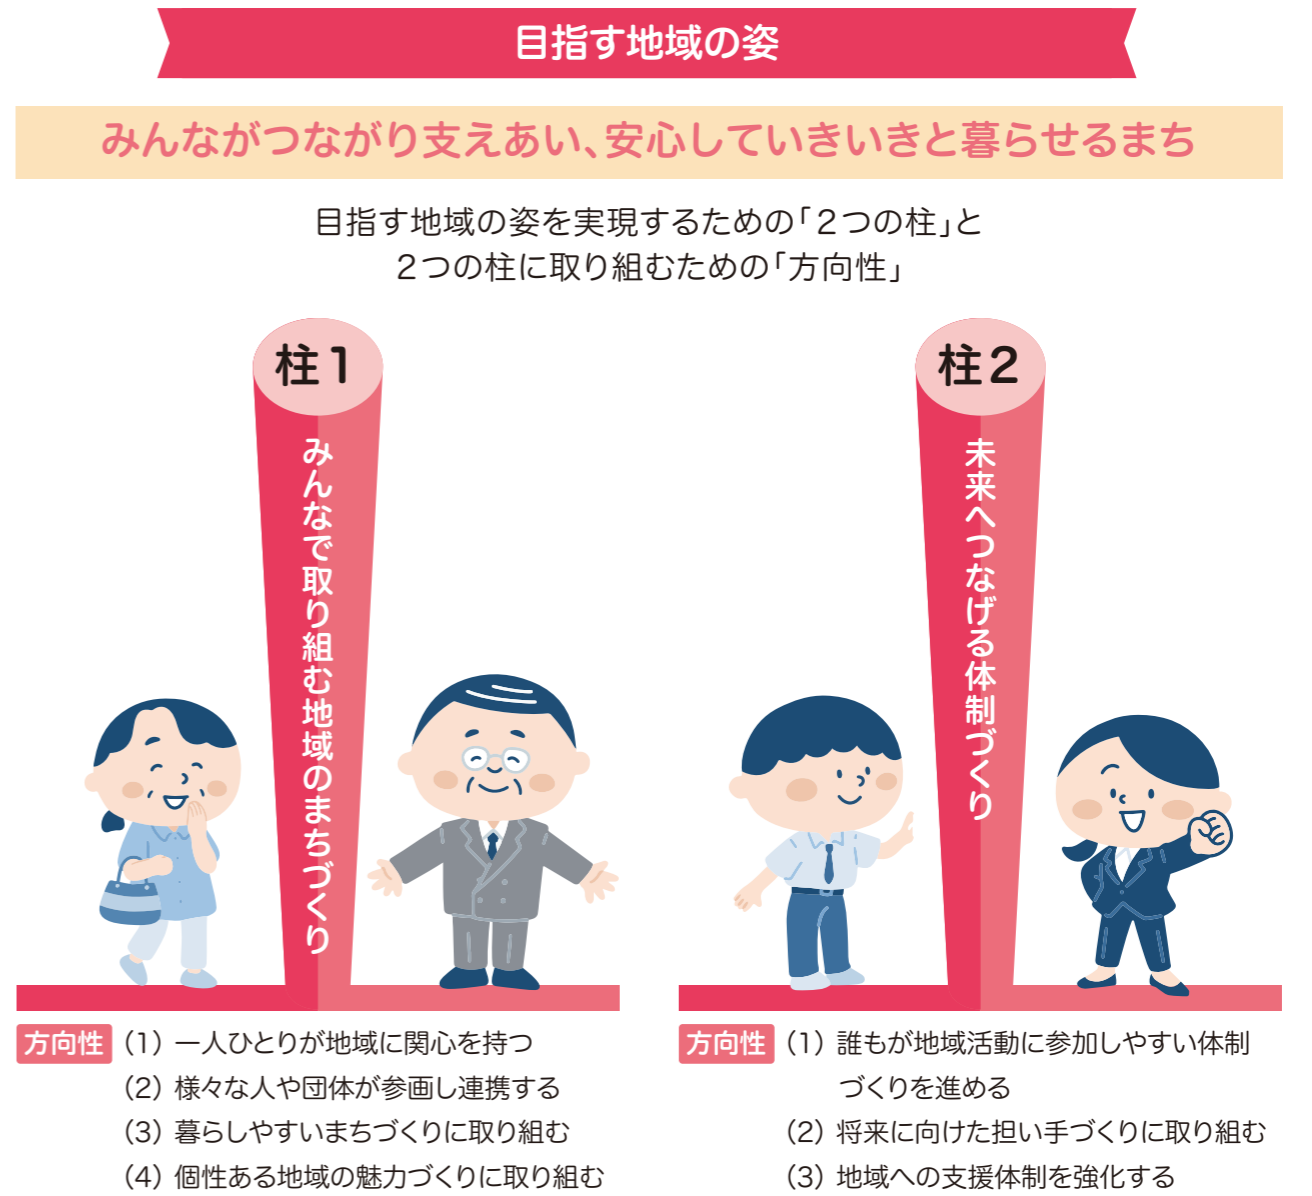 目指す地域の姿
みんながつながり支えあい、安心していきいきと暮らせるまち
目指す地域の姿を実現するための「２つの柱」と
２つの柱に取り組むための「方向性」
柱１
みんなで取り組む地域のまちづくり
方向性 （1） 一人ひとりが地域に関心を持つ
（2） 様々な人や団体が参画し連携する
（3） 暮らしやすいまちづくりに取り組む
（4） 個性ある地域の魅力づくりに取り組む
柱２
未来へつなげる体制づくり
方向性 （1） 誰もが地域活動に参加しやすい体制
づくりを進める
（2） 将来に向けた担い手づくりに取り組む
（3） 地域への支援体制を強化する